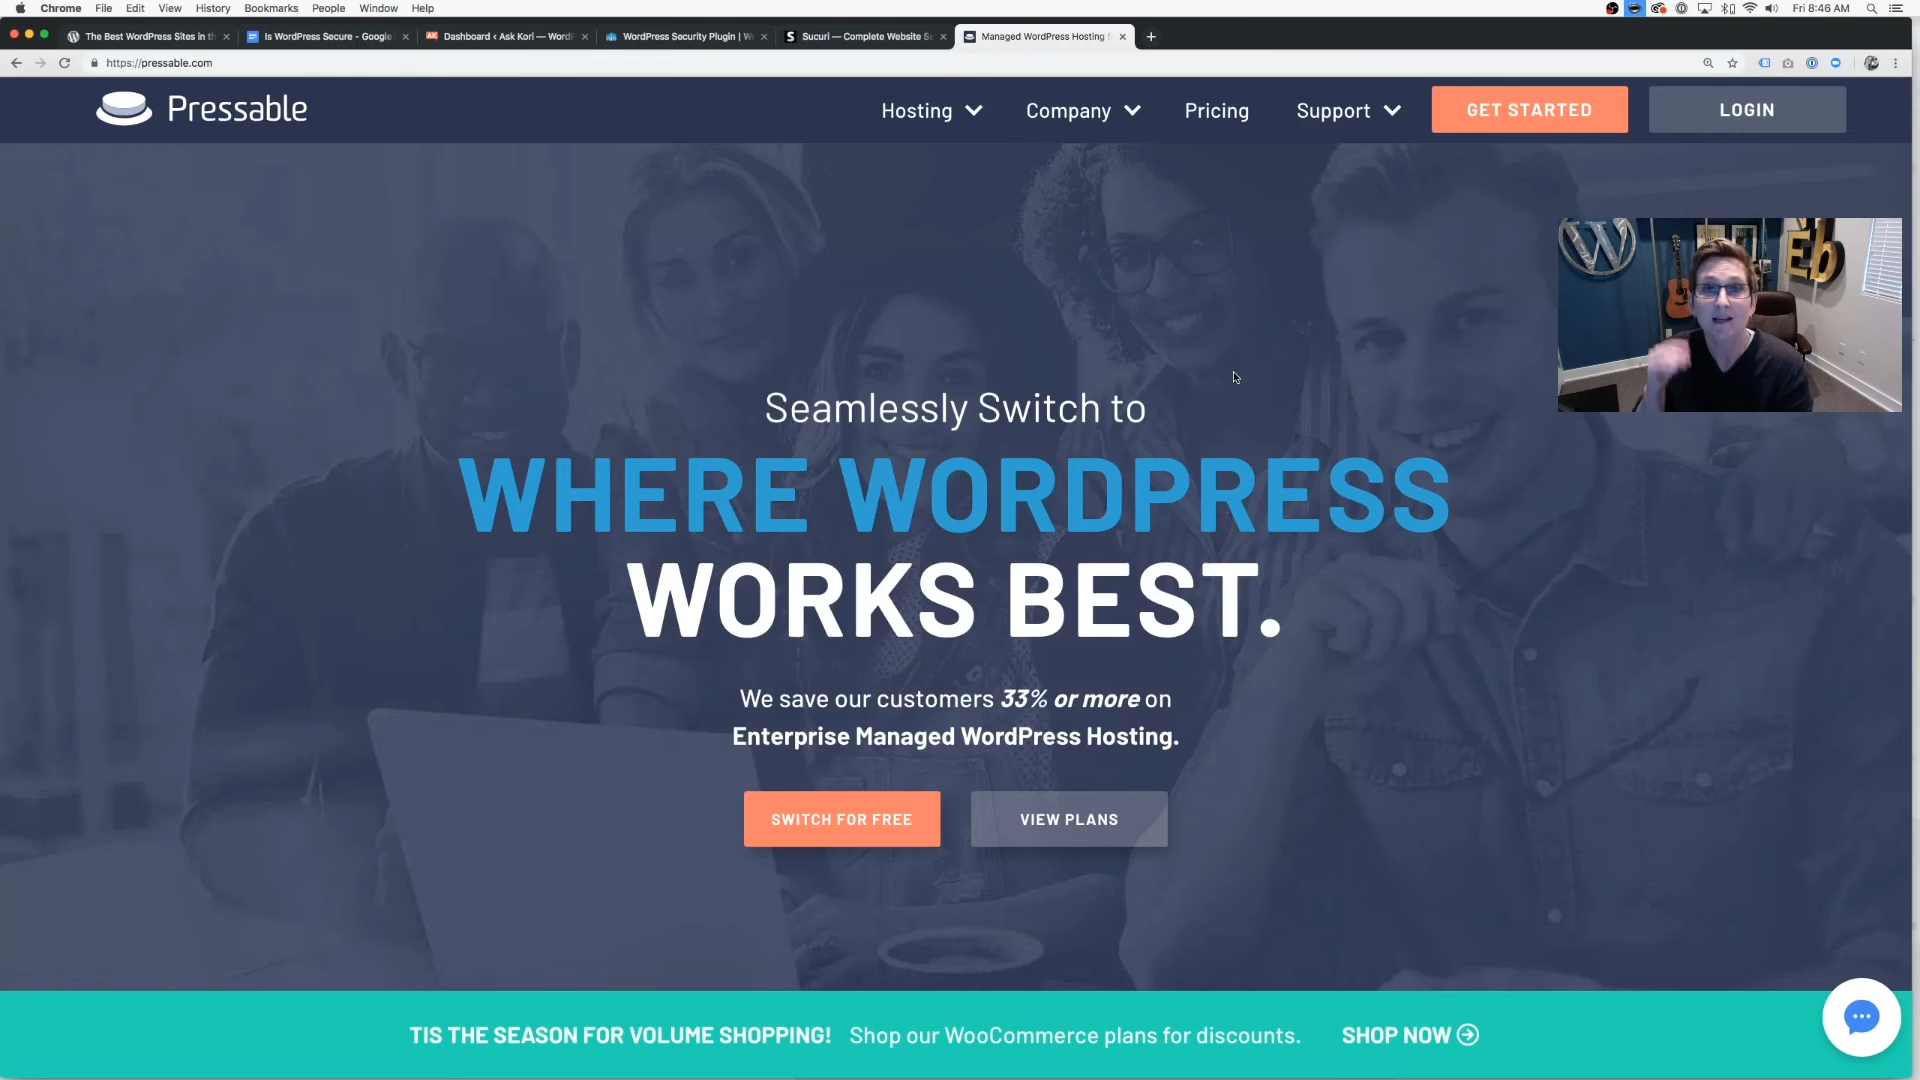 Chrome File Edit View History Bookmarks People Window Help
Fri 8:46 AM
The Best WordPress Sites in th
Is WordPress Secure - Google
AK Dashboard ‹ Ask Kori — WordP
WordPress Security Plugin | W
S Sucuri — Complete Website Se
Managed WordPress Hosting
https://pressable.com
Pressable
Hosting
Company
Pricing
Support
GET STARTED
LOGIN
W
Eb
Seamlessly Switch to
WHERE WORDPRESS
WORKS BEST.
We save our customers 33% or more on
Enterprise Managed WordPress Hosting.
SWITCH FOR FREE
VIEW PLANS
TIS THE SEASON FOR VOLUME SHOPPING! Shop our WooCommerce plans for discounts. SHOP NOW